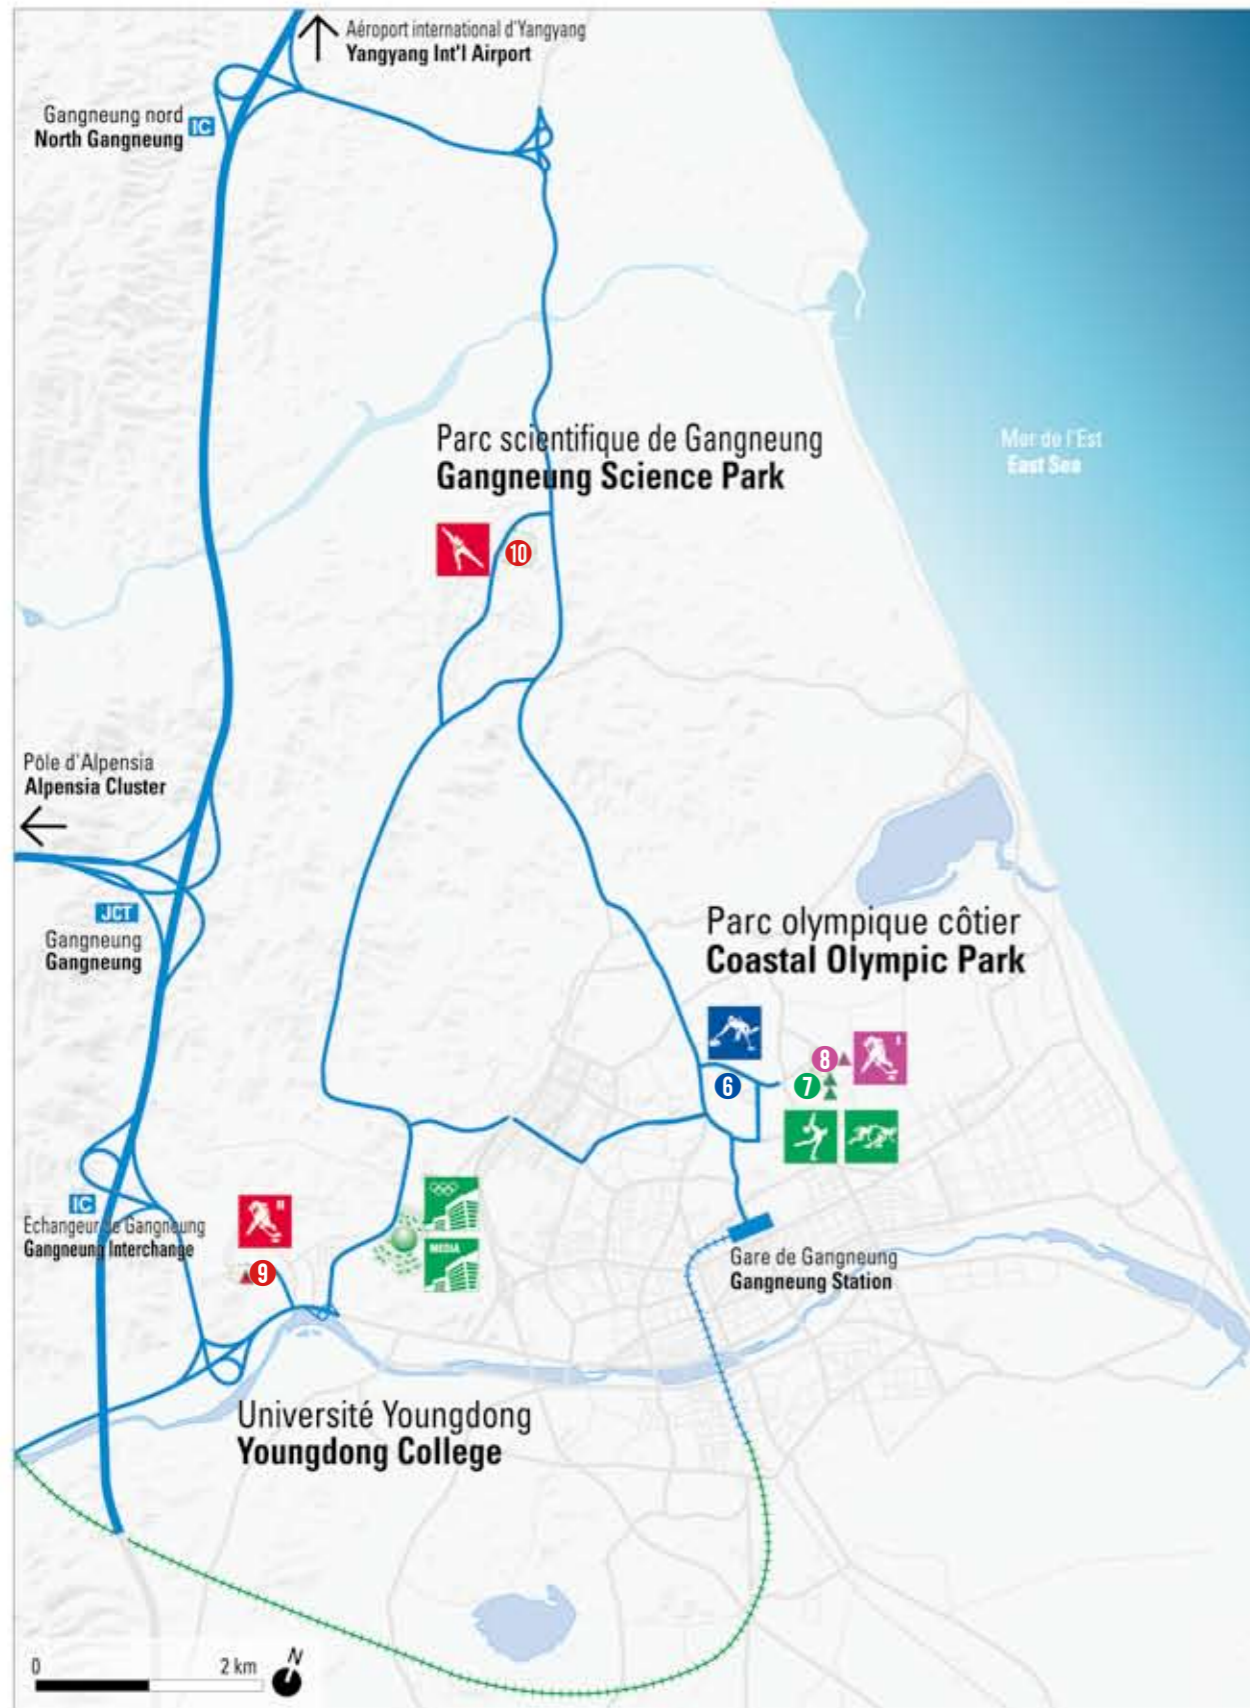 Aéroport international d'Yangyang
Yangyang Int'l Airport
Gangneung nord
North Gangneung
IC
Parc scientifique de Gangneung
Gangneung Science Park
Mer de l'Est
East Sea
10
Pôle d'Alpensia
Alpensia Cluster
JCT
Gangneung
Gangneung
Parc olympique côtier
Coastal Olympic Park
8
I
6
7
IC
Echangeur de Gangneung
Gangneung Interchange
II
9
MEDIA
Gare de Gangneung
Gangneung Station
Université Youngdong
Youngdong College
0
2 km
N